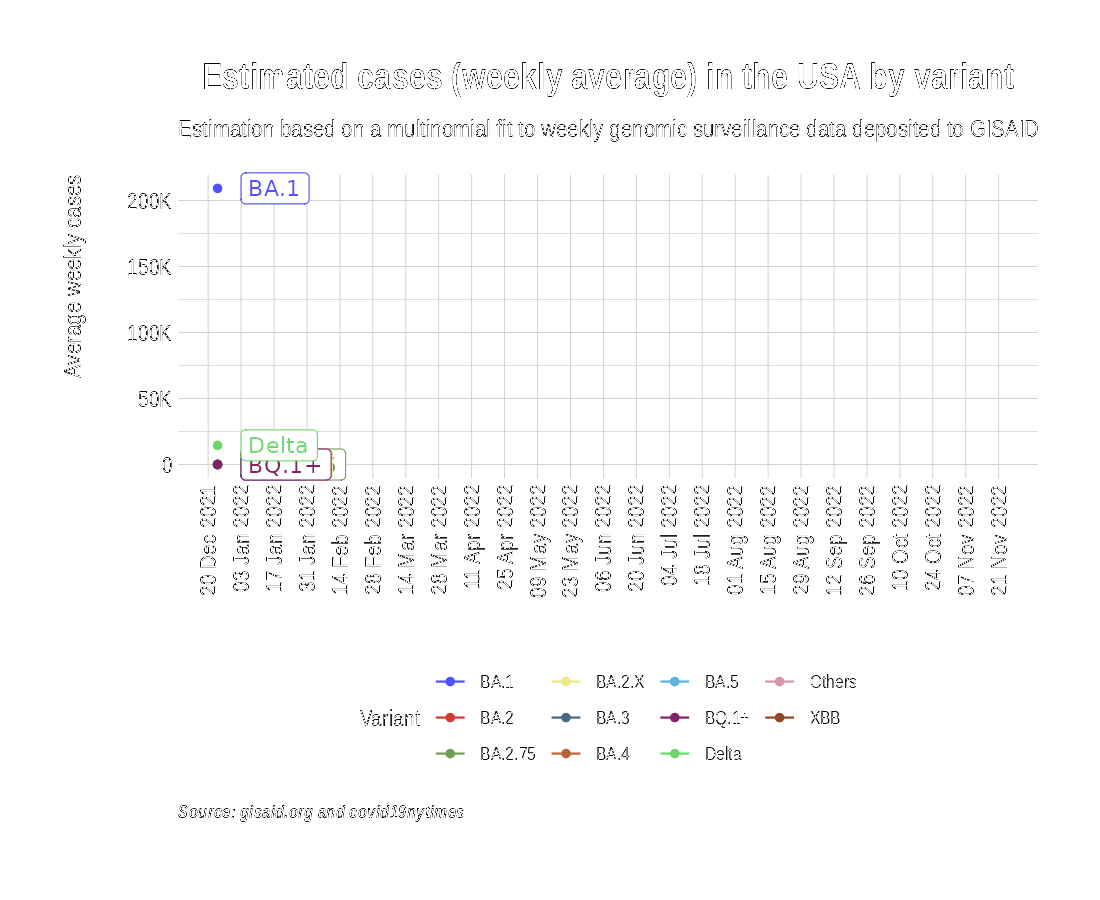 Estimated cases (weekly average) in the USA by variant
Estimation based on a multinomial fit to weekly genomic surveillance data deposited to GISAID
Average weekly cases
200K
150K
100K
50K
0
BA.1
Delta
BQ.1+
20 Dec 2021
03 Jan 2022
17 Jan 2022
31 Jan 2022
14 Feb 2022
28 Feb 2022
14 Mar 2022
28 Mar 2022
11 Apr 2022
25 Apr 2022
09 May 2022
23 May 2022
06 Jun 2022
20 Jun 2022
04 Jul 2022
18 Jul 2022
01 Aug 2022
15 Aug 2022
29 Aug 2022
12 Sep 2022
26 Sep 2022
10 Oct 2022
24 Oct 2022
07 Nov 2022
21 Nov 2022
Variant
BA.1
BA.2
BA.2.75
BA.2.X
BA.3
BA.4
BA.5
BQ.1+
Delta
Others
XBB
Source: gisaid.org and covid19nytimes